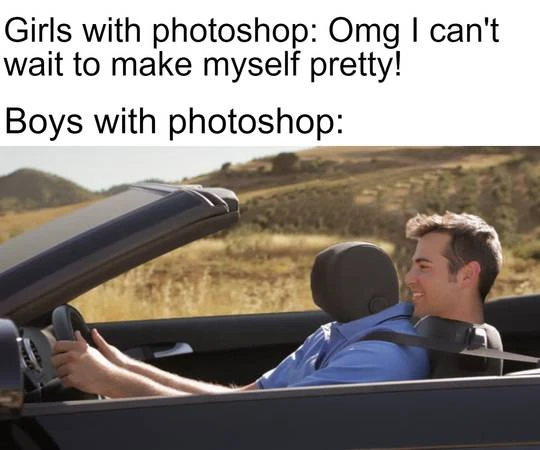 Girls with photoshop: Omg I can't
wait to make myself pretty!
Boys with photoshop: